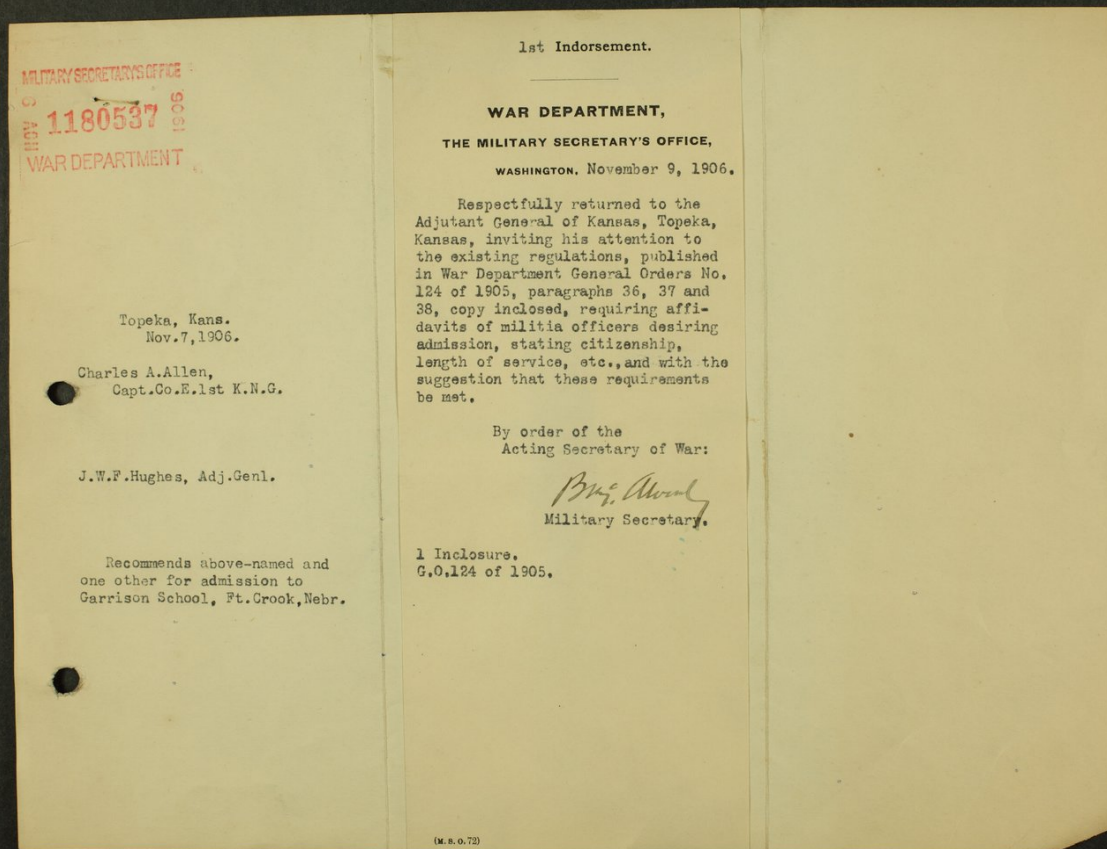 MILITARY SECRETARY'S OFFICE
NOV 9 1180537 1906
WAR DEPARTMENT
Topeka, Kans.
Nov.7,1906.
Charles A.Allen,
Capt.Co.E.1st K.N.G.
J.W.F.Hughes, Adj.Genl.
Recommends above-named and
one other for admission to
Garrison School, Ft.Crook,Nebr.
1st Indorsement.
WAR DEPARTMENT,
THE MILITARY SECRETARY'S OFFICE,
WASHINGTON, November 9, 1906.
Respectfully returned to the
Adjutant General of Kansas, Topeka,
Kansas, inviting his attention to
the existing regulations, published
in War Department General Orders No.
124 of 1905, paragraphs 36, 37 and
38, copy inclosed, requiring affi-
davits of militia officers desiring
admission, stating citizenship,
length of service, etc.,and with the
suggestion that these requirements
be met.
By order of the
Acting Secretary of War:
Benj. Alvord
Military Secretary.
1 Inclosure.
G.O.124 of 1905.
(M. S. O. 72)